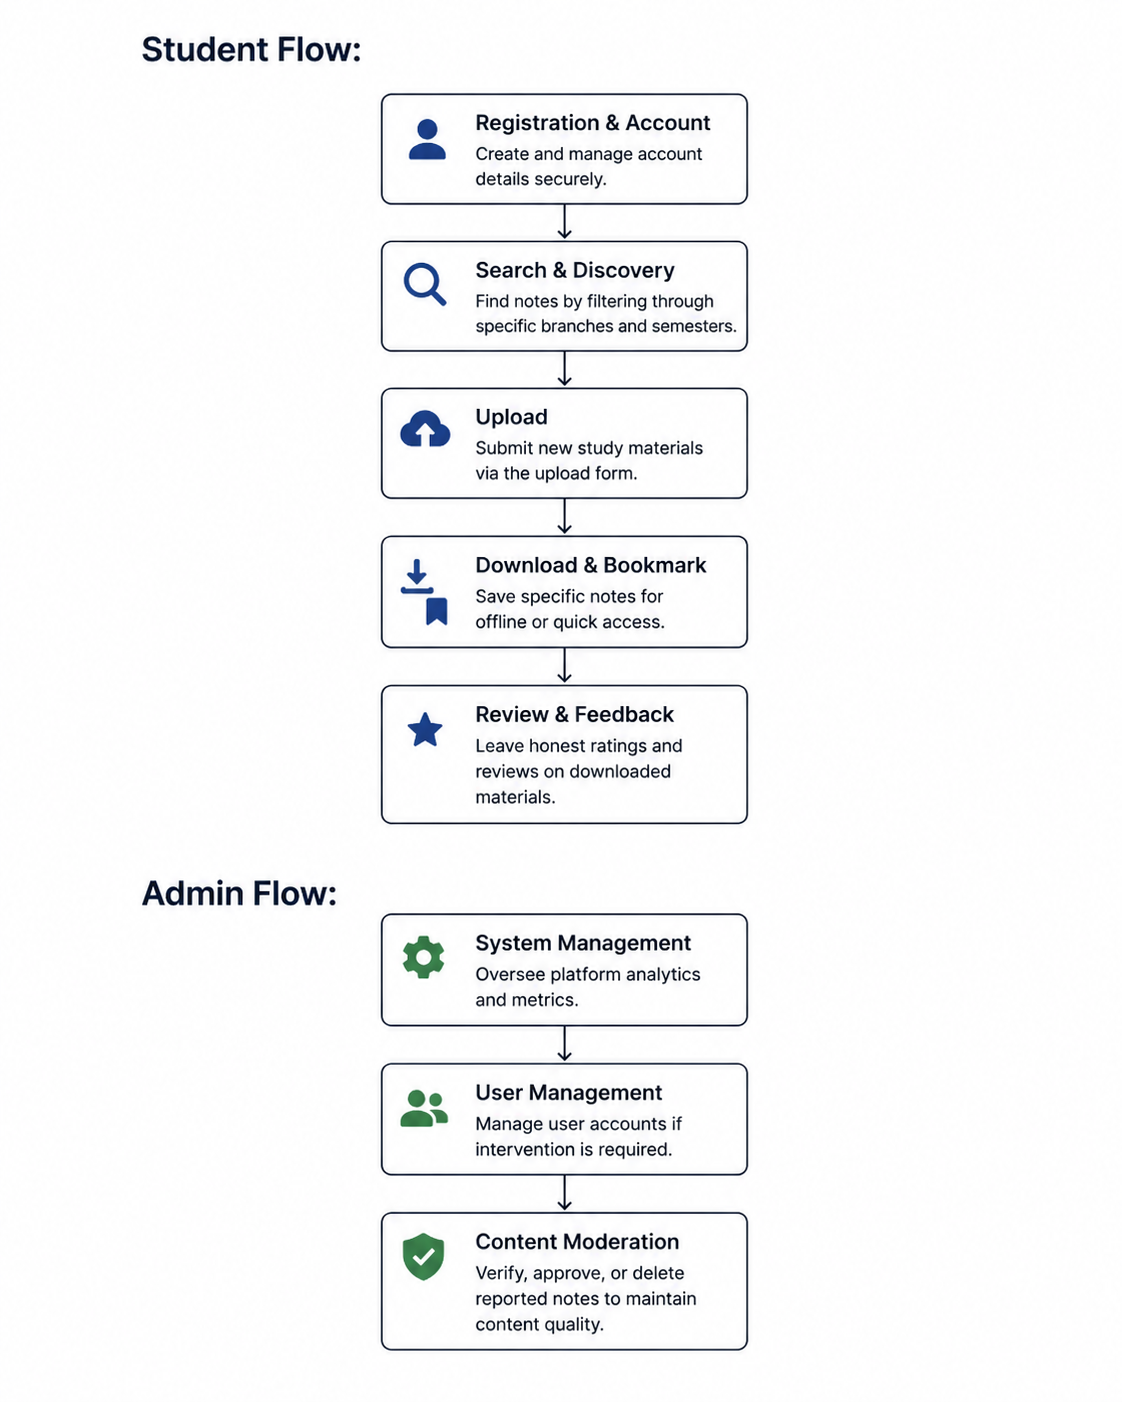 Student Flow:
Registration & Account
Create and manage account
details securely.
Search & Discovery
Find notes by filtering through
specific branches and semesters.
Upload
Submit new study materials
via the upload form.
Download & Bookmark
Save specific notes for
offline or quick access.
Review & Feedback
Leave honest ratings and
reviews on downloaded
materials.
Admin Flow:
System Management
Oversee platform analytics
and metrics.
User Management
Manage user accounts if
intervention is required.
Content Moderation
Verify, approve, or delete
reported notes to maintain
content quality.